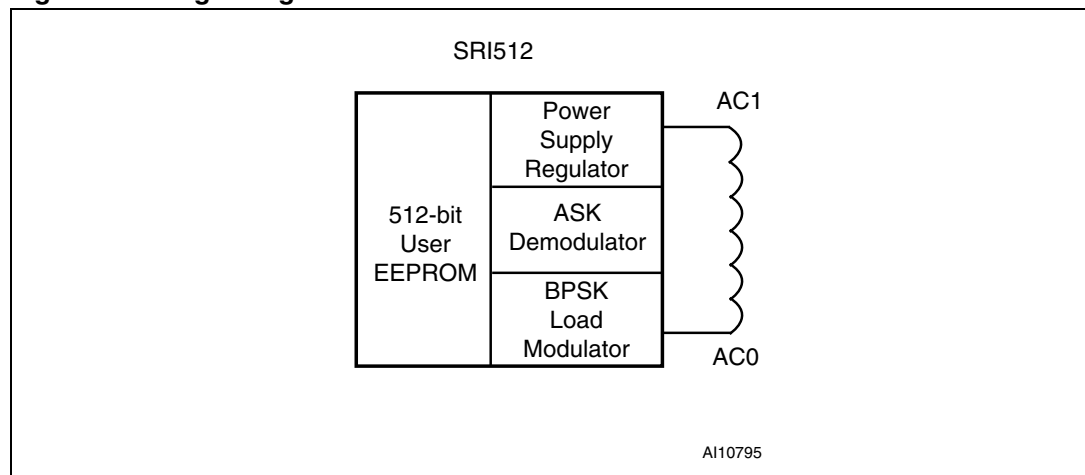 SRI512
AC1
Power
Supply
Regulator
512-bit
User
EEPROM
ASK
Demodulator
BPSK
Load
Modulator
AC0
AI10795